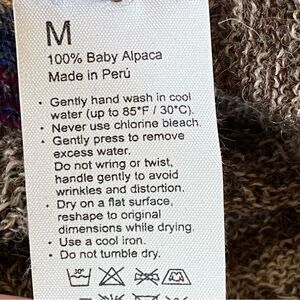 M
100% Baby Alpaca
Made in Perú
· Gently hand wash in cool
water (up to 85°F / 30°C).
· Never use chlorine bleach.
· Gently press to remove
excess water.
Do not wring or twist,
handle gently to avoid
wrinkles and distortion.
· Dry on a flat surface,
reshape to original
dimensions while drying.
· Use a cool iron.
· Do not tumble dry.
30°